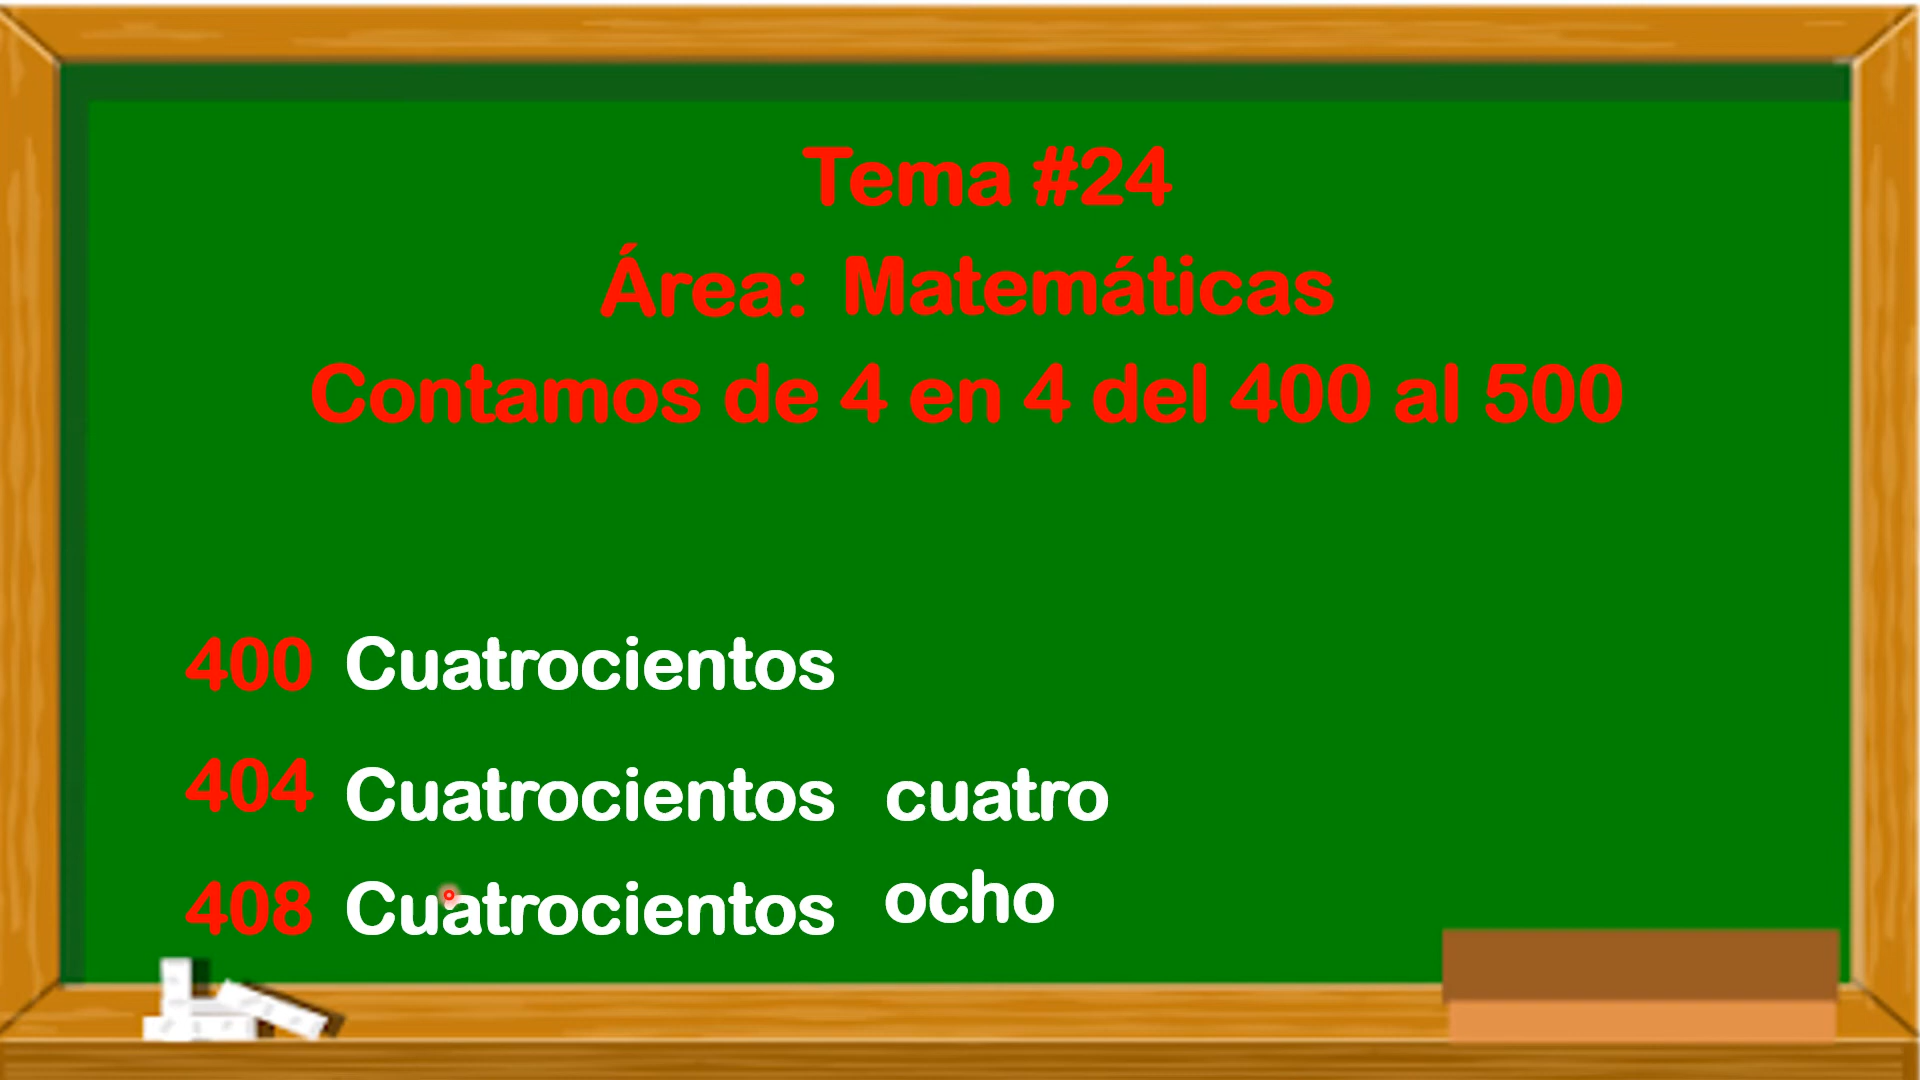 Tema #24
Área: Matemáticas
Contamos de 4 en 4 del 400 al 500
400 Cuatrocientos
404 Cuatrocientos cuatro
408 Cuatrocientos ocho